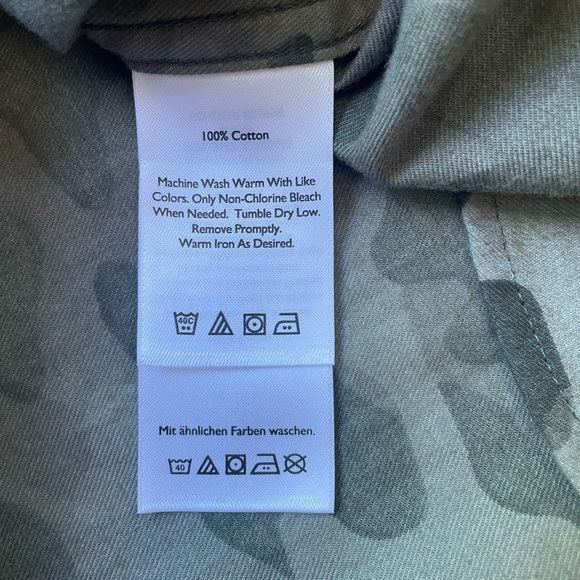 100% Cotton
Machine Wash Warm With Like
Colors. Only Non-Chlorine Bleach
When Needed. Tumble Dry Low.
Remove Promptly.
Warm Iron As Desired.
40C
Mit ähnlichen Farben waschen.
40